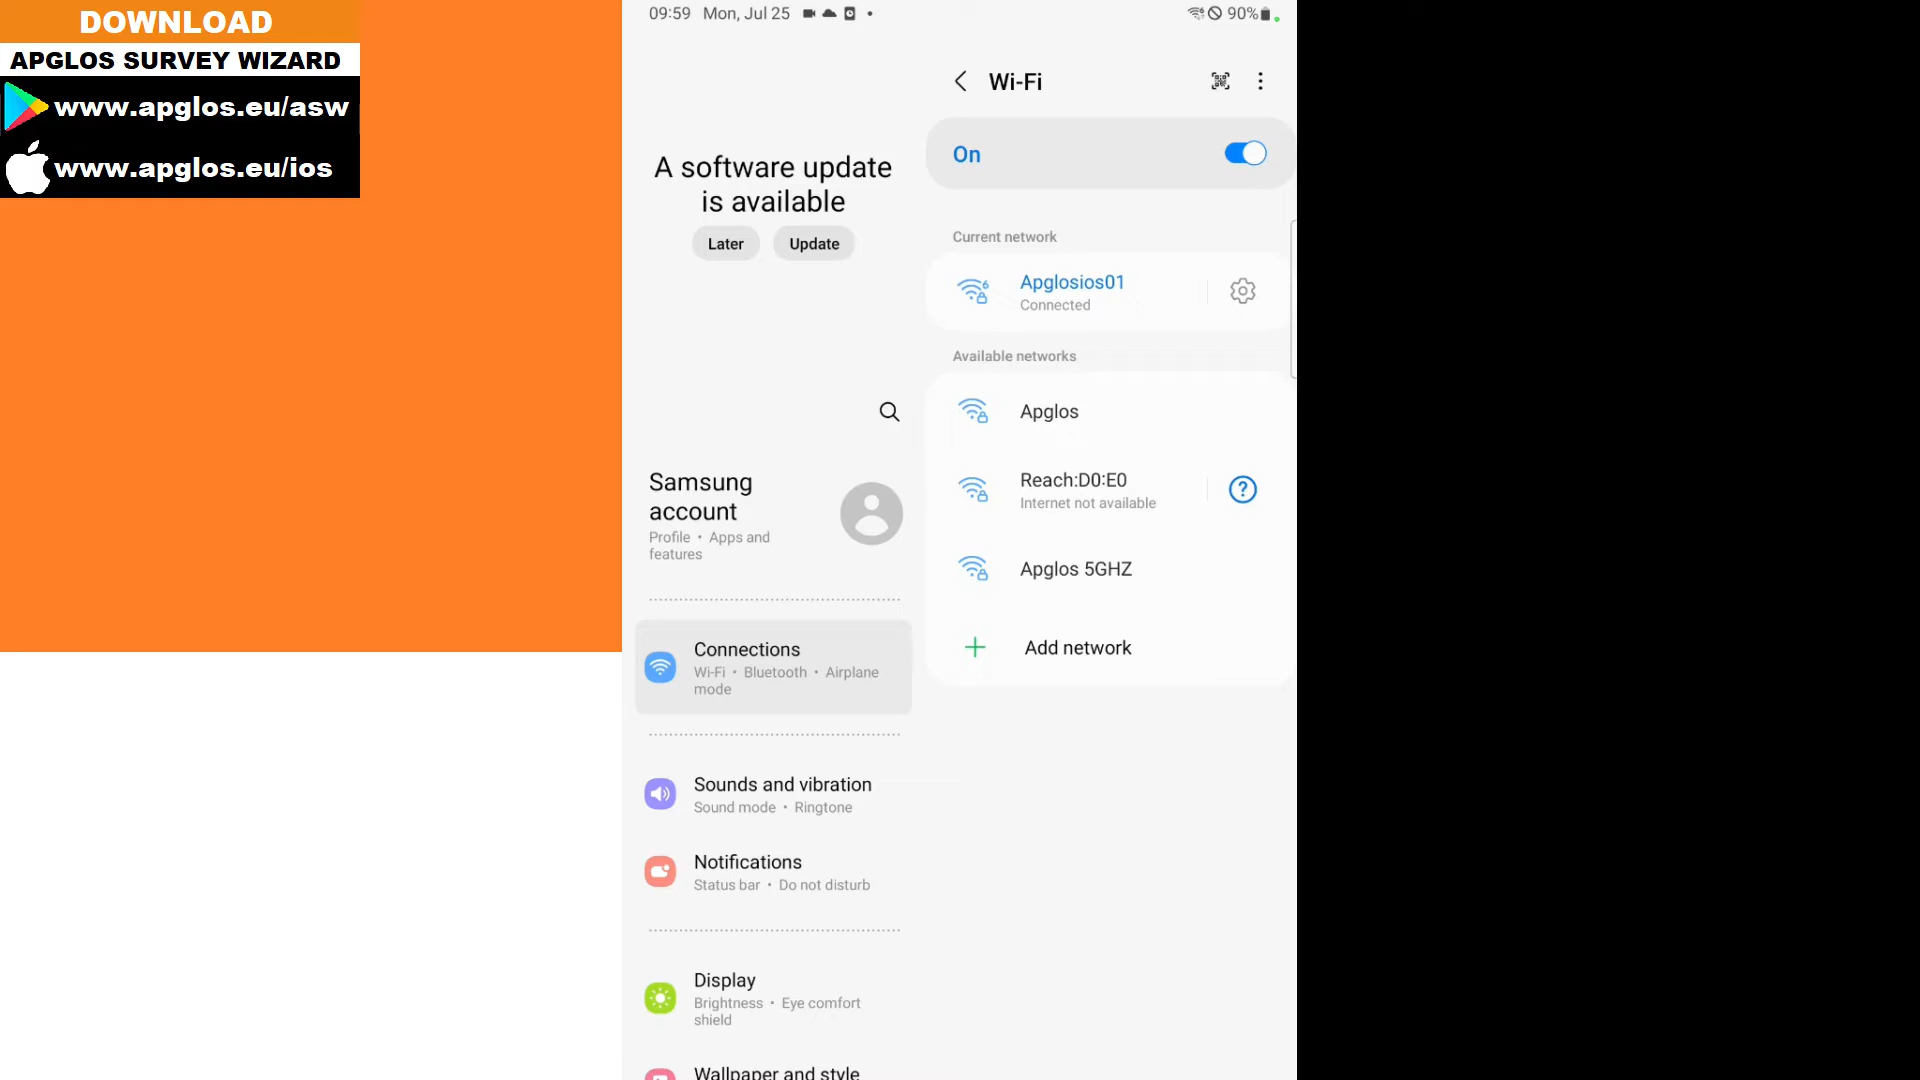 DOWNLOAD
APGLOS SURVEY WIZARD
www.apglos.eu/asw
www.apglos.eu/ios
09:59 Mon, Jul 25
90%
A software update
is available
Later Update
Samsung
account
Profile • Apps and
features
Connections
Wi-Fi • Bluetooth • Airplane
mode
Sounds and vibration
Sound mode • Ringtone
Notifications
Status bar • Do not disturb
Display
Brightness • Eye comfort
shield
Wallpaper and style
Wi-Fi
On
Current network
Apglosios01
Connected
Available networks
Apglos
Reach:D0:E0
Internet not available
Apglos 5GHZ
Add network